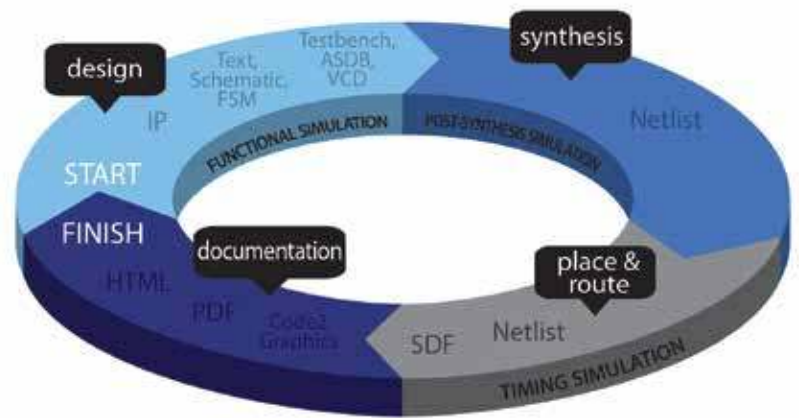 design
Text,
Schematic,
FSM
Testbench,
ASDB,
VCD
IP
START
FUNCTIONAL SIMULATION
synthesis
Netlist
POST-SYNTHESIS SIMULATION
place &
route
Netlist
SDF
TIMING SIMULATION
documentation
Code2
Graphics
PDF
HTML
FINISH